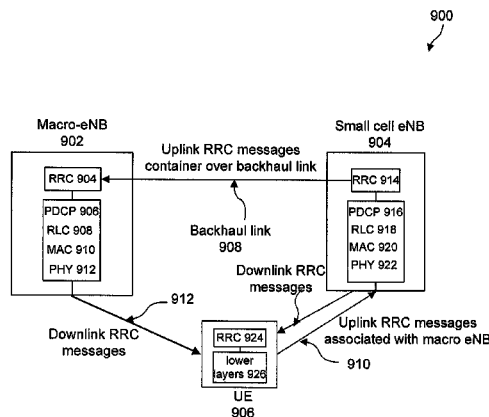 900
Macro-eNB
902
Small cell eNB
904
Uplink RRC messages
container over backhaul link
RRC 904
RRC 914
PDCP 906
RLC 908
MAC 910
PHY 912
PDCP 916
RLC 918
MAC 920
PHY 922
Backhaul link
908
Downlink RRC
messages
912
Downlink RRC
messages
RRC 924
lower
layers 926
Uplink RRC messages
associated with macro eNB
910
UE
906